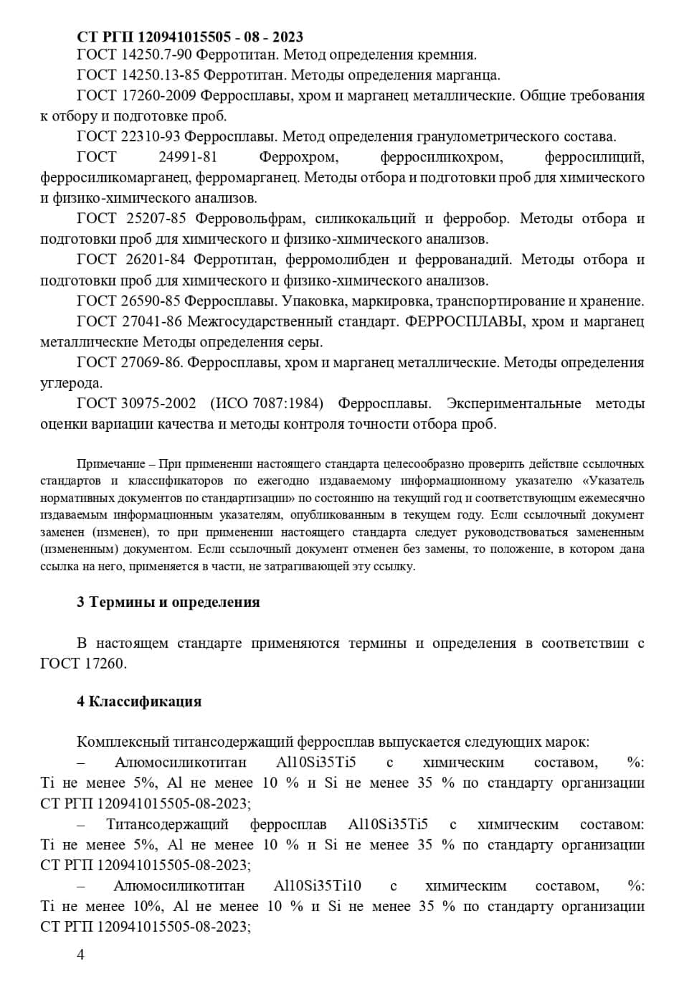 СТ РГП 120941015505 - 08 - 2023
ГОСТ 14250.7-90 Ферротитан. Метод определения кремния.
ГОСТ 14250.13-85 Ферротитан. Методы определения марганца.
ГОСТ 17260-2009 Ферросплавы, хром и марганец металлические. Общие требования
к отбору и подготовке проб.
ГОСТ 22310-93 Ферросплавы. Метод определения гранулометрического состава.
ГОСТ 24991-81 Феррохром, ферросиликохром, ферросилиций,
ферросиликомарганец, ферромарганец. Методы отбора и подготовки проб для химического
и физико-химического анализов.
ГОСТ 25207-85 Ферровольфрам, силикокальций и ферробор. Методы отбора и
подготовки проб для химического и физико-химического анализов.
ГОСТ 26201-84 Ферротитан, ферромолибден и феррованадий. Методы отбора и
подготовки проб для химического и физико-химического анализов.
ГОСТ 26590-85 Ферросплавы. Упаковка, маркировка, транспортирование и хранение.
ГОСТ 27041-86 Межгосударственный стандарт. ФЕРРОСПЛАВЫ, хром и марганец
металлические Методы определения серы.
ГОСТ 27069-86. Ферросплавы, хром и марганец металлические. Методы определения
углерода.
ГОСТ 30975-2002 (ИСО 7087:1984) Ферросплавы. Экспериментальные методы
оценки вариации качества и методы контроля точности отбора проб.
Примечание – При применении настоящего стандарта целесообразно проверить действие ссылочных
стандартов и классификаторов по ежегодно издаваемому информационному указателю «Указатель
нормативных документов по стандартизации» по состоянию на текущий год и соответствующим ежемесячно
издаваемым информационным указателям, опубликованным в текущем году. Если ссылочный документ
заменен (изменен), то при применении настоящего стандарта следует руководствоваться замененным
(измененным) документом. Если ссылочный документ отменен без замены, то положение, в котором дана
ссылка на него, применяется в части, не затрагивающей эту ссылку.
3 Термины и определения
В настоящем стандарте применяются термины и определения в соответствии с
ГОСТ 17260.
4 Классификация
Комплексный титансодержащий ферросплав выпускается следующих марок:
– Алюмосиликотитан Al10Si35Ti5 с химическим составом, %:
Ti не менее 5%, Al не менее 10 % и Si не менее 35 % по стандарту организации
СТ РГП 120941015505-08-2023;
– Титансодержащий ферросплав Al10Si35Ti5 с химическим составом:
Ti не менее 5%, Al не менее 10 % и Si не менее 35 % по стандарту организации
СТ РГП 120941015505-08-2023;
– Алюмосиликотитан Al10Si35Ti10 с химическим составом, %:
Ti не менее 10%, Al не менее 10 % и Si не менее 35 % по стандарту организации
СТ РГП 120941015505-08-2023;
4